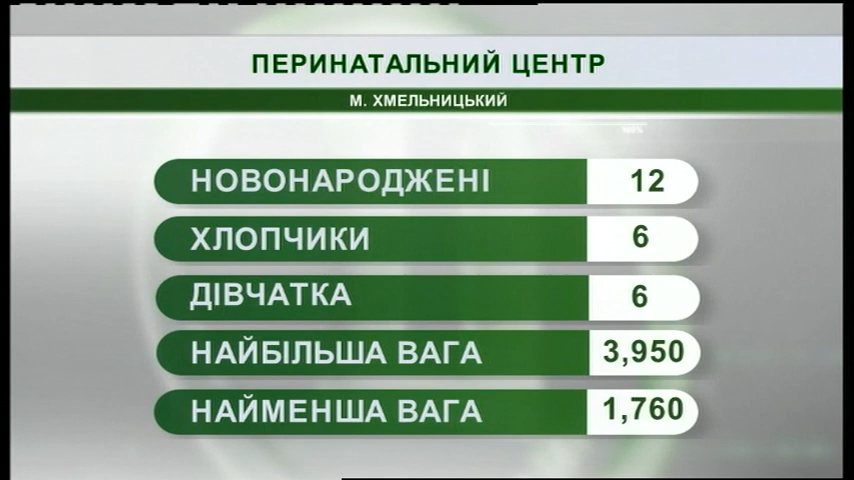 ПЕРИНАТАЛЬНИЙ ЦЕНТР
М. ХМЕЛЬНИЦЬКИЙ
НОВОНАРОДЖЕНІ 12
ХЛОПЧИКИ 6
ДІВЧАТКА 6
НАЙБІЛЬША ВАГА 3,950
НАЙМЕНША ВАГА 1,760